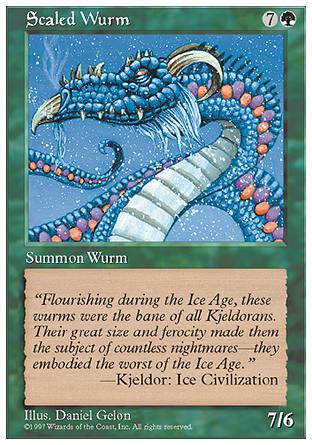 Scaled Wurm 7
Summon Wurm
“Flourishing during the Ice Age, these
wurms were the bane of all Kjeldorans.
Their great size and ferocity made them
the subject of countless nightmares—they
embodied the worst of the Ice Age.”
—Kjeldor: Ice Civilization
Illus. Daniel Gelon
©1997 Wizards of the Coast, Inc. All rights reserved.
7/6